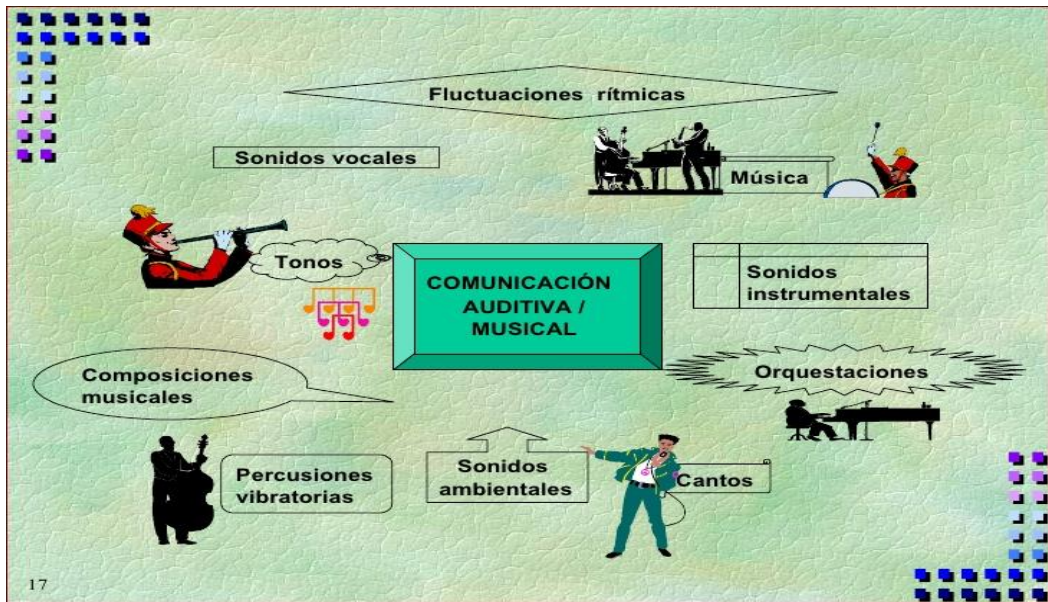 Fluctuaciones rítmicas
Sonidos vocales
Música
Tonos
COMUNICACIÓN
AUDITIVA /
MUSICAL
Sonidos
instrumentales
Composiciones
musicales
Orquestaciones
Percusiones
vibratorias
Sonidos
ambientales
Cantos
17